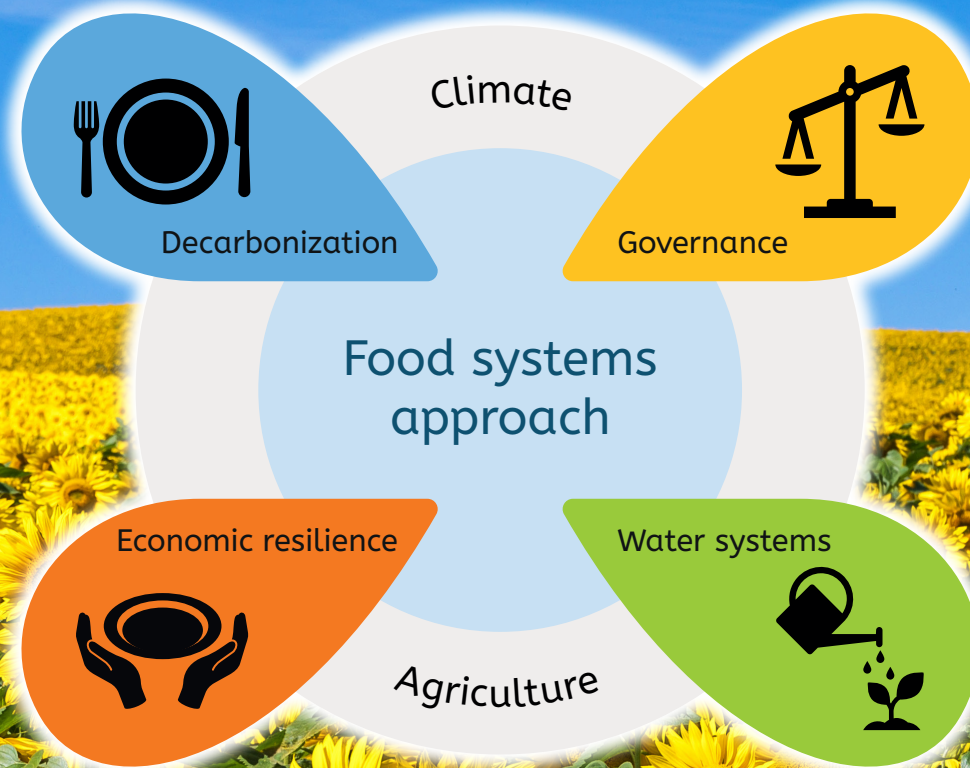 Climate
Decarbonization
Governance
Food systems
approach
Economic resilience
Water systems
Agriculture